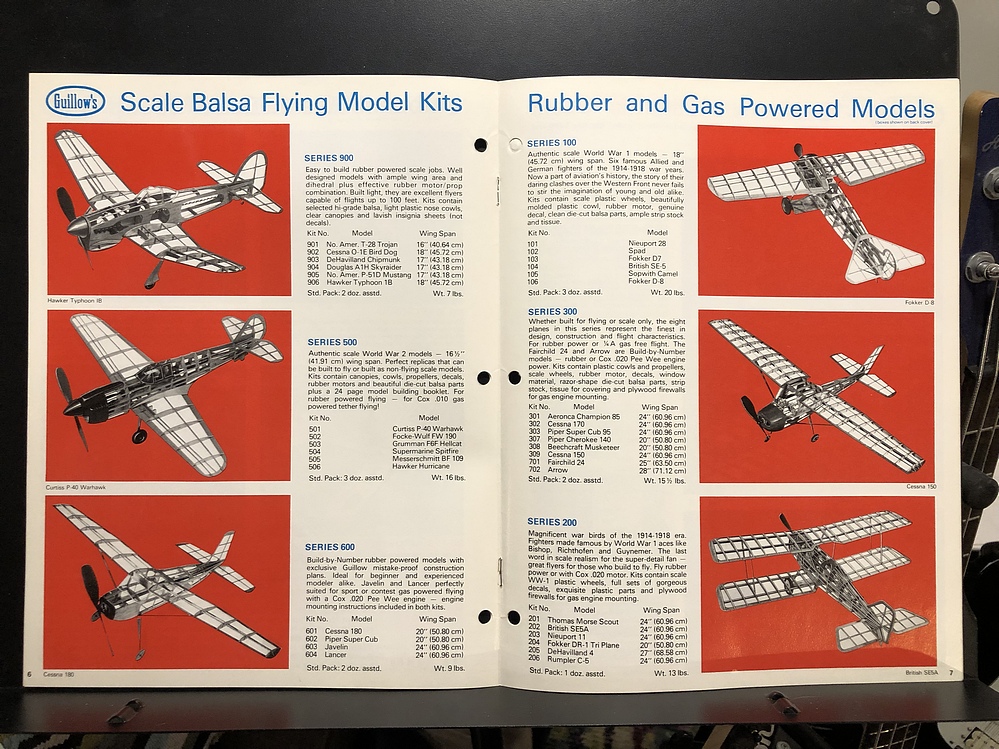 Guillow's
Scale Balsa Flying Model Kits
SERIES 900
Easy to build rubber powered scale jobs. Well
designed models with ample wing area and
dihedral plus effective rubber motor/prop
combination. Built light, they are excellent flyers
capable of flights up to 100 feet. Kits contain
selected hi-grade balsa, light plastic nose cowls,
clear canopies and lavish insignia sheets (not
decals).
Kit No. Model Wing Span
901 No. Amer. T-28 Trojan 16" (40.64 cm)
902 Cessna O-1E Bird Dog 18" (45.72 cm)
903 DeHavilland Chipmunk 17" (43.18 cm)
904 Douglas A1H Skyraider 17" (43.18 cm)
905 No. Amer. P-51D Mustang 17" (43.18 cm)
906 Hawker Typhoon 1B 18" (45.72 cm)
Std. Pack: 2 doz. asstd. Wt. 7 lbs.
Hawker Typhoon IB
SERIES 500
Authentic scale World War 2 models — 16½"
(41.91 cm) wing span. Perfect replicas that can
be built to fly or built as non-flying scale models.
Kits contain canopies, cowls, propellers, decals,
rubber motors and beautiful die-cut balsa parts
plus a 24 page model building booklet. For
rubber powered flying — for Cox .010 gas
powered tether flying!
Kit No. Model
501 Curtiss P-40 Warhawk
502 Focke-Wulf FW 190
503 Grumman F6F Hellcat
504 Supermarine Spitfire
505 Messerschmitt BF 109
506 Hawker Hurricane
Std. Pack: 3 doz. asstd. Wt. 16 lbs.
Curtiss P-40 Warhawk
SERIES 600
Build-by-Number rubber powered models with
exclusive Guillow mistake-proof construction
plans. Ideal for beginner and experienced
modeler alike. Javelin and Lancer perfectly
suited for sport or contest gas powered flying
with a Cox .020 Pee Wee engine — engine
mounting instructions included in both kits.
Kit No. Model Wing Span
601 Cessna 180 20" (50.80 cm)
602 Piper Super Cub 20" (50.80 cm)
603 Javelin 24" (60.96 cm)
604 Lancer 24" (60.96 cm)
Std. Pack: 2 doz. asstd. Wt. 9 lbs.
6 Cessna 180
Rubber and Gas Powered Models
SERIES 100
Authentic scale World War 1 models — 18"
(45.72 cm) wing span. Six famous Allied and
German fighters of the 1914-1918 war years.
Now a part of aviation's history, the story of their
daring clashes over the Western Front never fails
to stir the imagination of young and old alike.
Kits contain scale plastic wheels, beautifully
molded plastic cowl, rubber motor, genuine
decal, clean die-cut balsa parts, ample strip stock
and tissue.
Kit No. Model
101 Nieuport 28
102 Spad
103 Fokker D7
104 British SE-5
105 Sopwith Camel
106 Fokker D-8
Std. Pack: 3 doz. asstd. Wt. 20 lbs.
Fokker D-8
SERIES 300
Whether built for flying or scale only, the eight
planes in this series represent the finest in
design, construction and flight characteristics.
For rubber power or ½A gas free flight. The
Fairchild 24 and Arrow are Build-by-Number
models — rubber or Cox .020 Pee Wee engine
power. Kits contain plastic cowls and propellers,
scale wheels, rubber motor, decals, window
material, razor-shape die-cut balsa parts, strip
stock, tissue for covering and plywood firewalls
for gas engine mounting.
Kit No. Model Wing Span
301 Aeronca Champion 85 24" (60.96 cm)
302 Cessna 170 24" (60.96 cm)
303 Piper Super Cub 95 24" (60.96 cm)
307 Piper Cherokee 140 20" (50.80 cm)
308 Beechcraft Musketeer 20" (50.80 cm)
309 Cessna 150 24" (60.96 cm)
701 Fairchild 24 25" (63.50 cm)
702 Arrow 28" (71.12 cm)
Std. Pack: 2 doz. asstd. Wt. 15½ lbs.
Cessna 150
SERIES 200
Magnificent war birds of the 1914-1918 era.
Fighters made famous by World War 1 aces like
Bishop, Richthofen and Guynemer. The last
word in scale realism for the super-detail fan —
great flyers for those who build to fly. Fly rubber
power or with Cox .020 motor. Kits contain scale
WW-1 plastic wheels, full sets of gorgeous
decals, exquisite plastic parts and plywood
firewalls for gas engine mounting.
Kit No. Model Wing Span
201 Thomas Morse Scout 24" (60.96 cm)
202 British SE5A 24" (60.96 cm)
203 Nieuport 11 24" (60.96 cm)
204 Fokker DR-1 Tri Plane 20" (50.80 cm)
205 DeHavilland 4 27" (68.58 cm)
206 Rumpler C-5 24" (60.96 cm)
Std. Pack: 1 doz. asstd. Wt. 13 lbs.
British SE5A 7